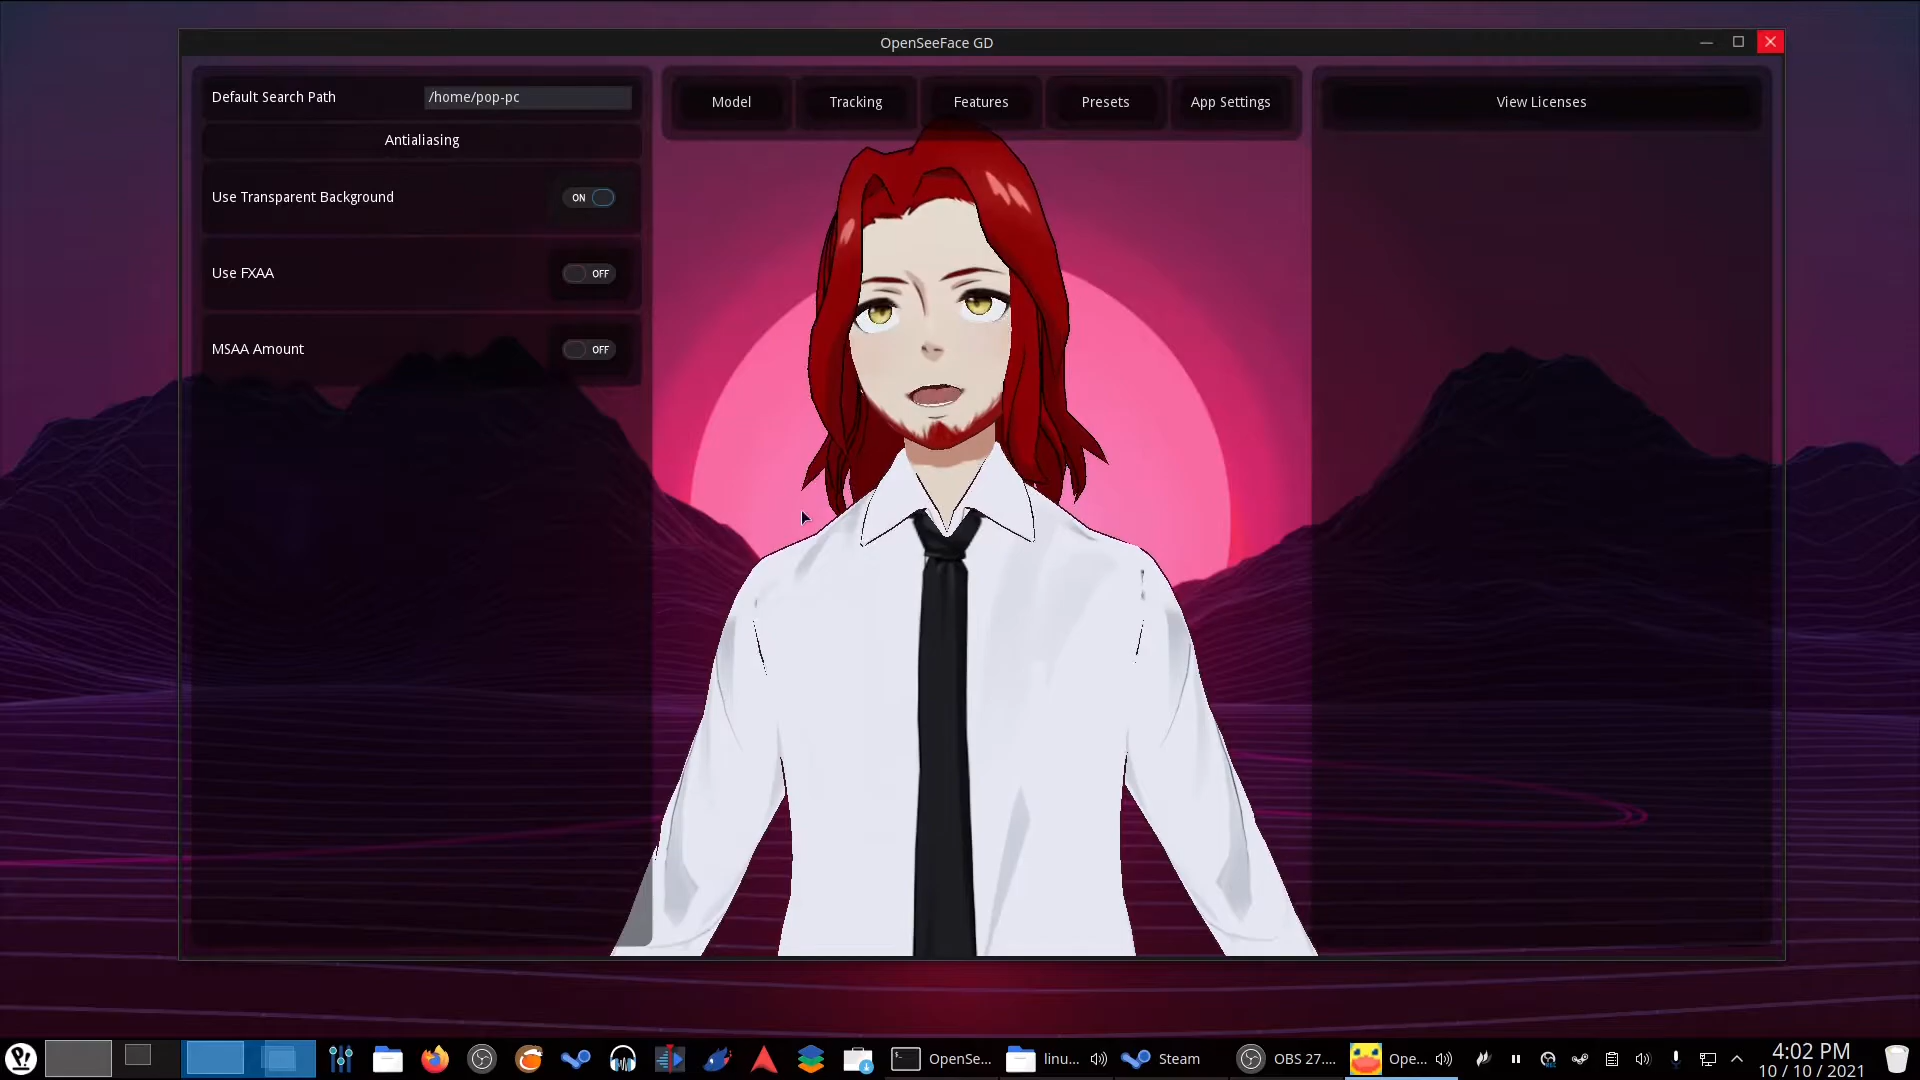 OpenSeeFace GD
Default Search Path
/home/pop-pc
Antialiasing
Use Transparent Background
ON
Use FXAA
OFF
MSAA Amount
OFF
Model
Tracking
Features
Presets
App Settings
View Licenses
OpenSe...
linu...
Steam
OBS 27....
Ope...
4:02 PM
10 / 10 / 2021